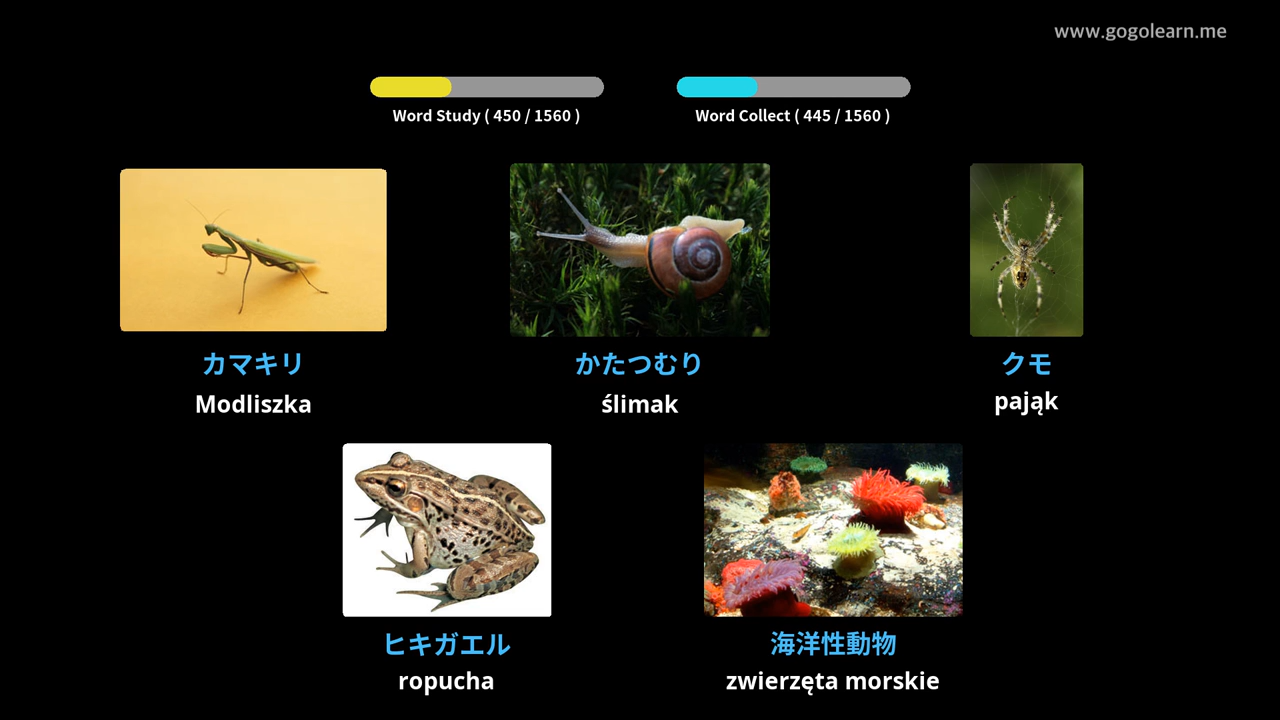 www.gogolearn.me
Word Study ( 450 / 1560 )
Word Collect ( 445 / 1560 )
カマキリ
Modliszka
かたつむり
ślimak
クモ
pająk
ヒキガエル
ropucha
海洋性動物
zwierzęta morskie